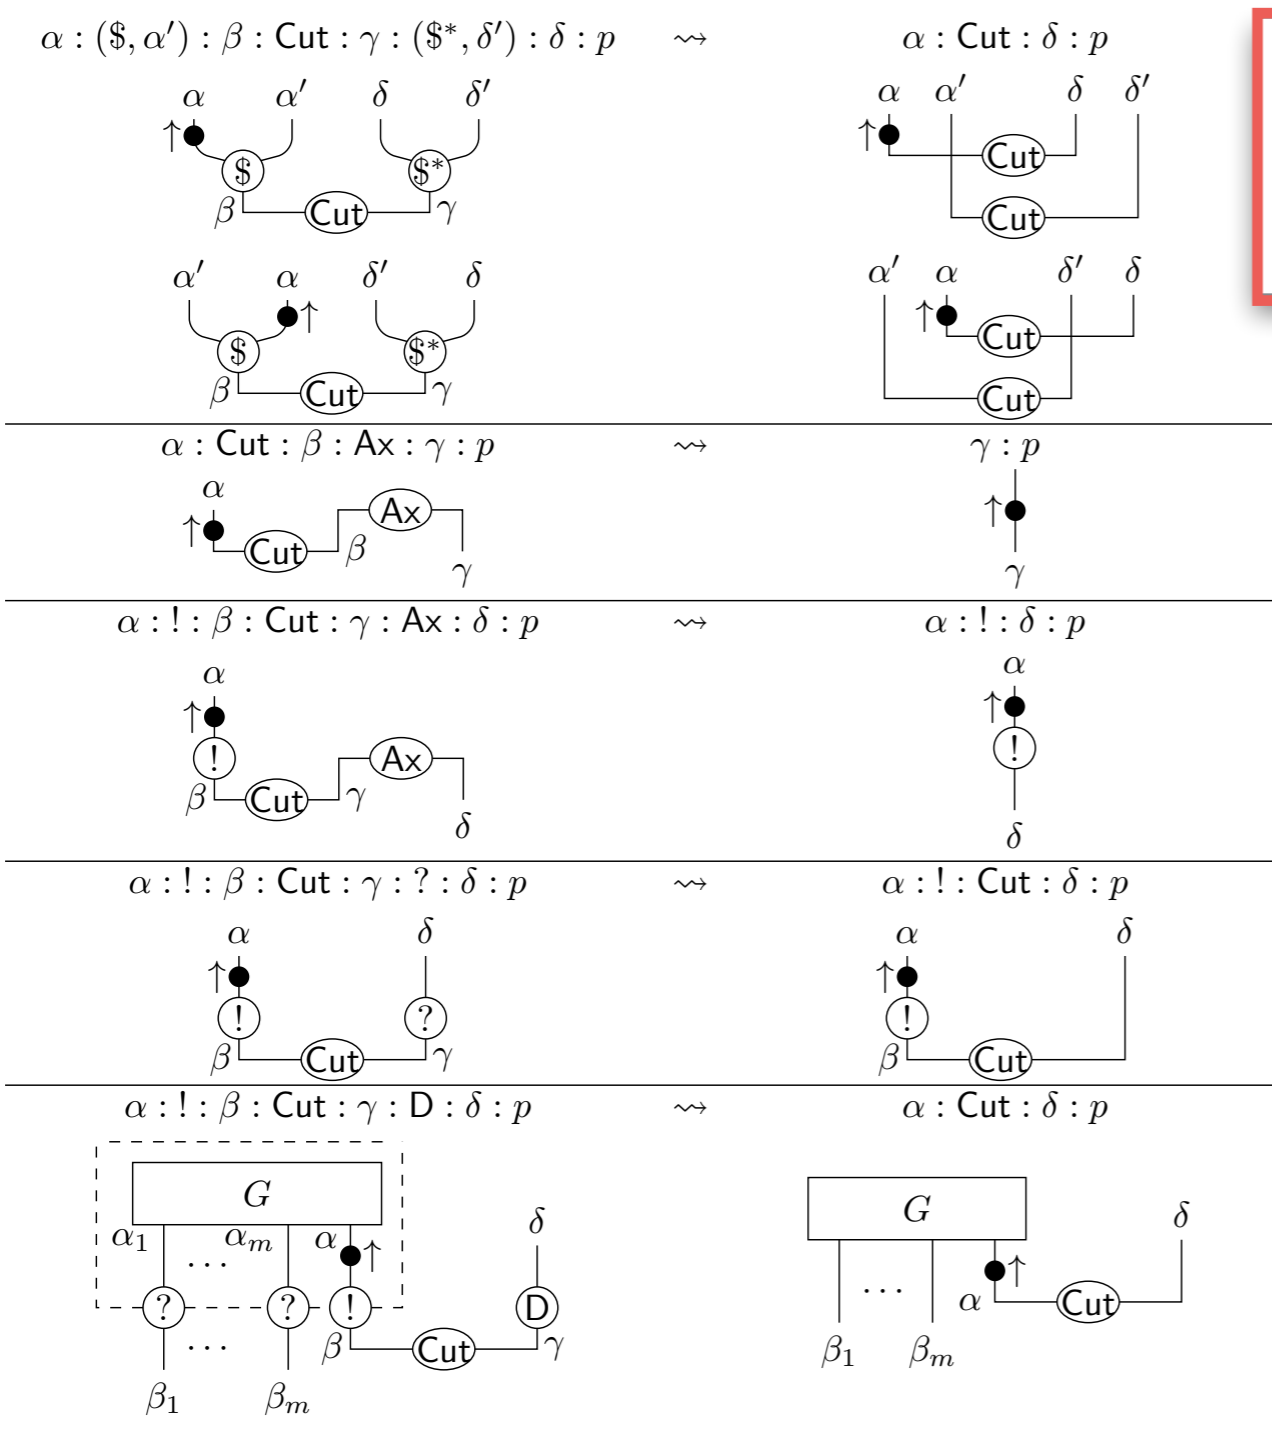 α : ($, α′) : β : Cut : γ : ($*, δ′) : δ : p ⇝ α : Cut : δ : p
α α′ δ δ′ α α′ δ δ′
↑ ↑ Cut
$ $*
β Cut γ Cut
α′ α δ′ δ α′ α δ′ δ
↑ ↑
$ $* Cut
β Cut γ Cut
α : Cut : β : Ax : γ : p ⇝ γ : p
α
↑ Ax ↑
Cut β
γ γ
α : ! : β : Cut : γ : Ax : δ : p ⇝ α : ! : δ : p
α α
↑ ↑
! Ax !
β Cut γ
δ δ
α : ! : β : Cut : γ : ? : δ : p ⇝ α : ! : Cut : δ : p
α δ α δ
↑ ↑
! ? !
β Cut γ β Cut
α : ! : β : Cut : γ : D : δ : p ⇝ α : Cut : δ : p
G G
α₁ αₘ α δ δ
... ↑ ↑
? ? ! D ... α Cut
... β Cut γ
β₁ βₘ β₁ βₘ